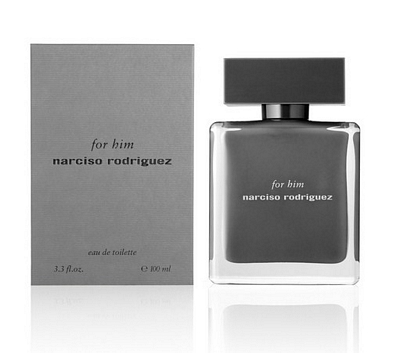 for him
narciso rodriguez
eau de toilette
3.3 fl.oz. ℮ 100 ml
for him
narciso rodriguez